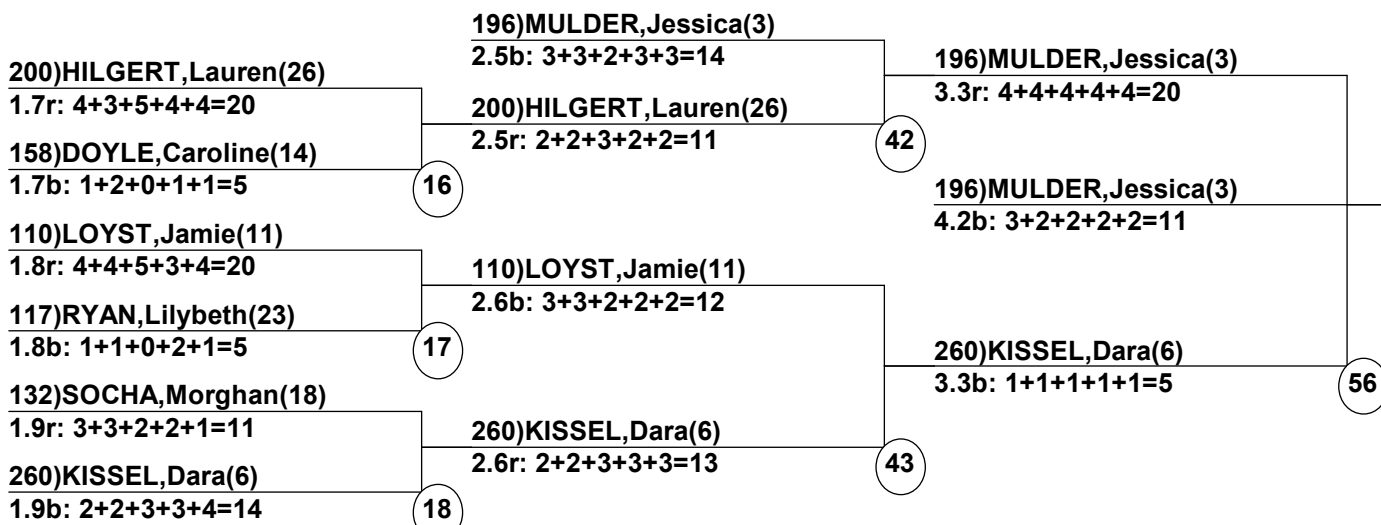 196)MULDER,Jessica(3)
2.5b: 3+3+2+3+3=14
200)HILGERT,Lauren(26)
1.7r: 4+3+5+4+4=20
196)MULDER,Jessica(3)
3.3r: 4+4+4+4+4=20
200)HILGERT,Lauren(26)
2.5r: 2+2+3+2+2=11
42
158)DOYLE,Caroline(14)
1.7b: 1+2+0+1+1=5
16
196)MULDER,Jessica(3)
4.2b: 3+2+2+2+2=11
110)LOYST,Jamie(11)
1.8r: 4+4+5+3+4=20
110)LOYST,Jamie(11)
2.6b: 3+3+2+2+2=12
117)RYAN,Lilybeth(23)
1.8b: 1+1+0+2+1=5
17
260)KISSEL,Dara(6)
3.3b: 1+1+1+1+1=5
56
132)SOCHA,Morghan(18)
1.9r: 3+3+2+2+1=11
260)KISSEL,Dara(6)
2.6r: 2+2+3+3+3=13
43
260)KISSEL,Dara(6)
1.9b: 2+2+3+3+4=14
18